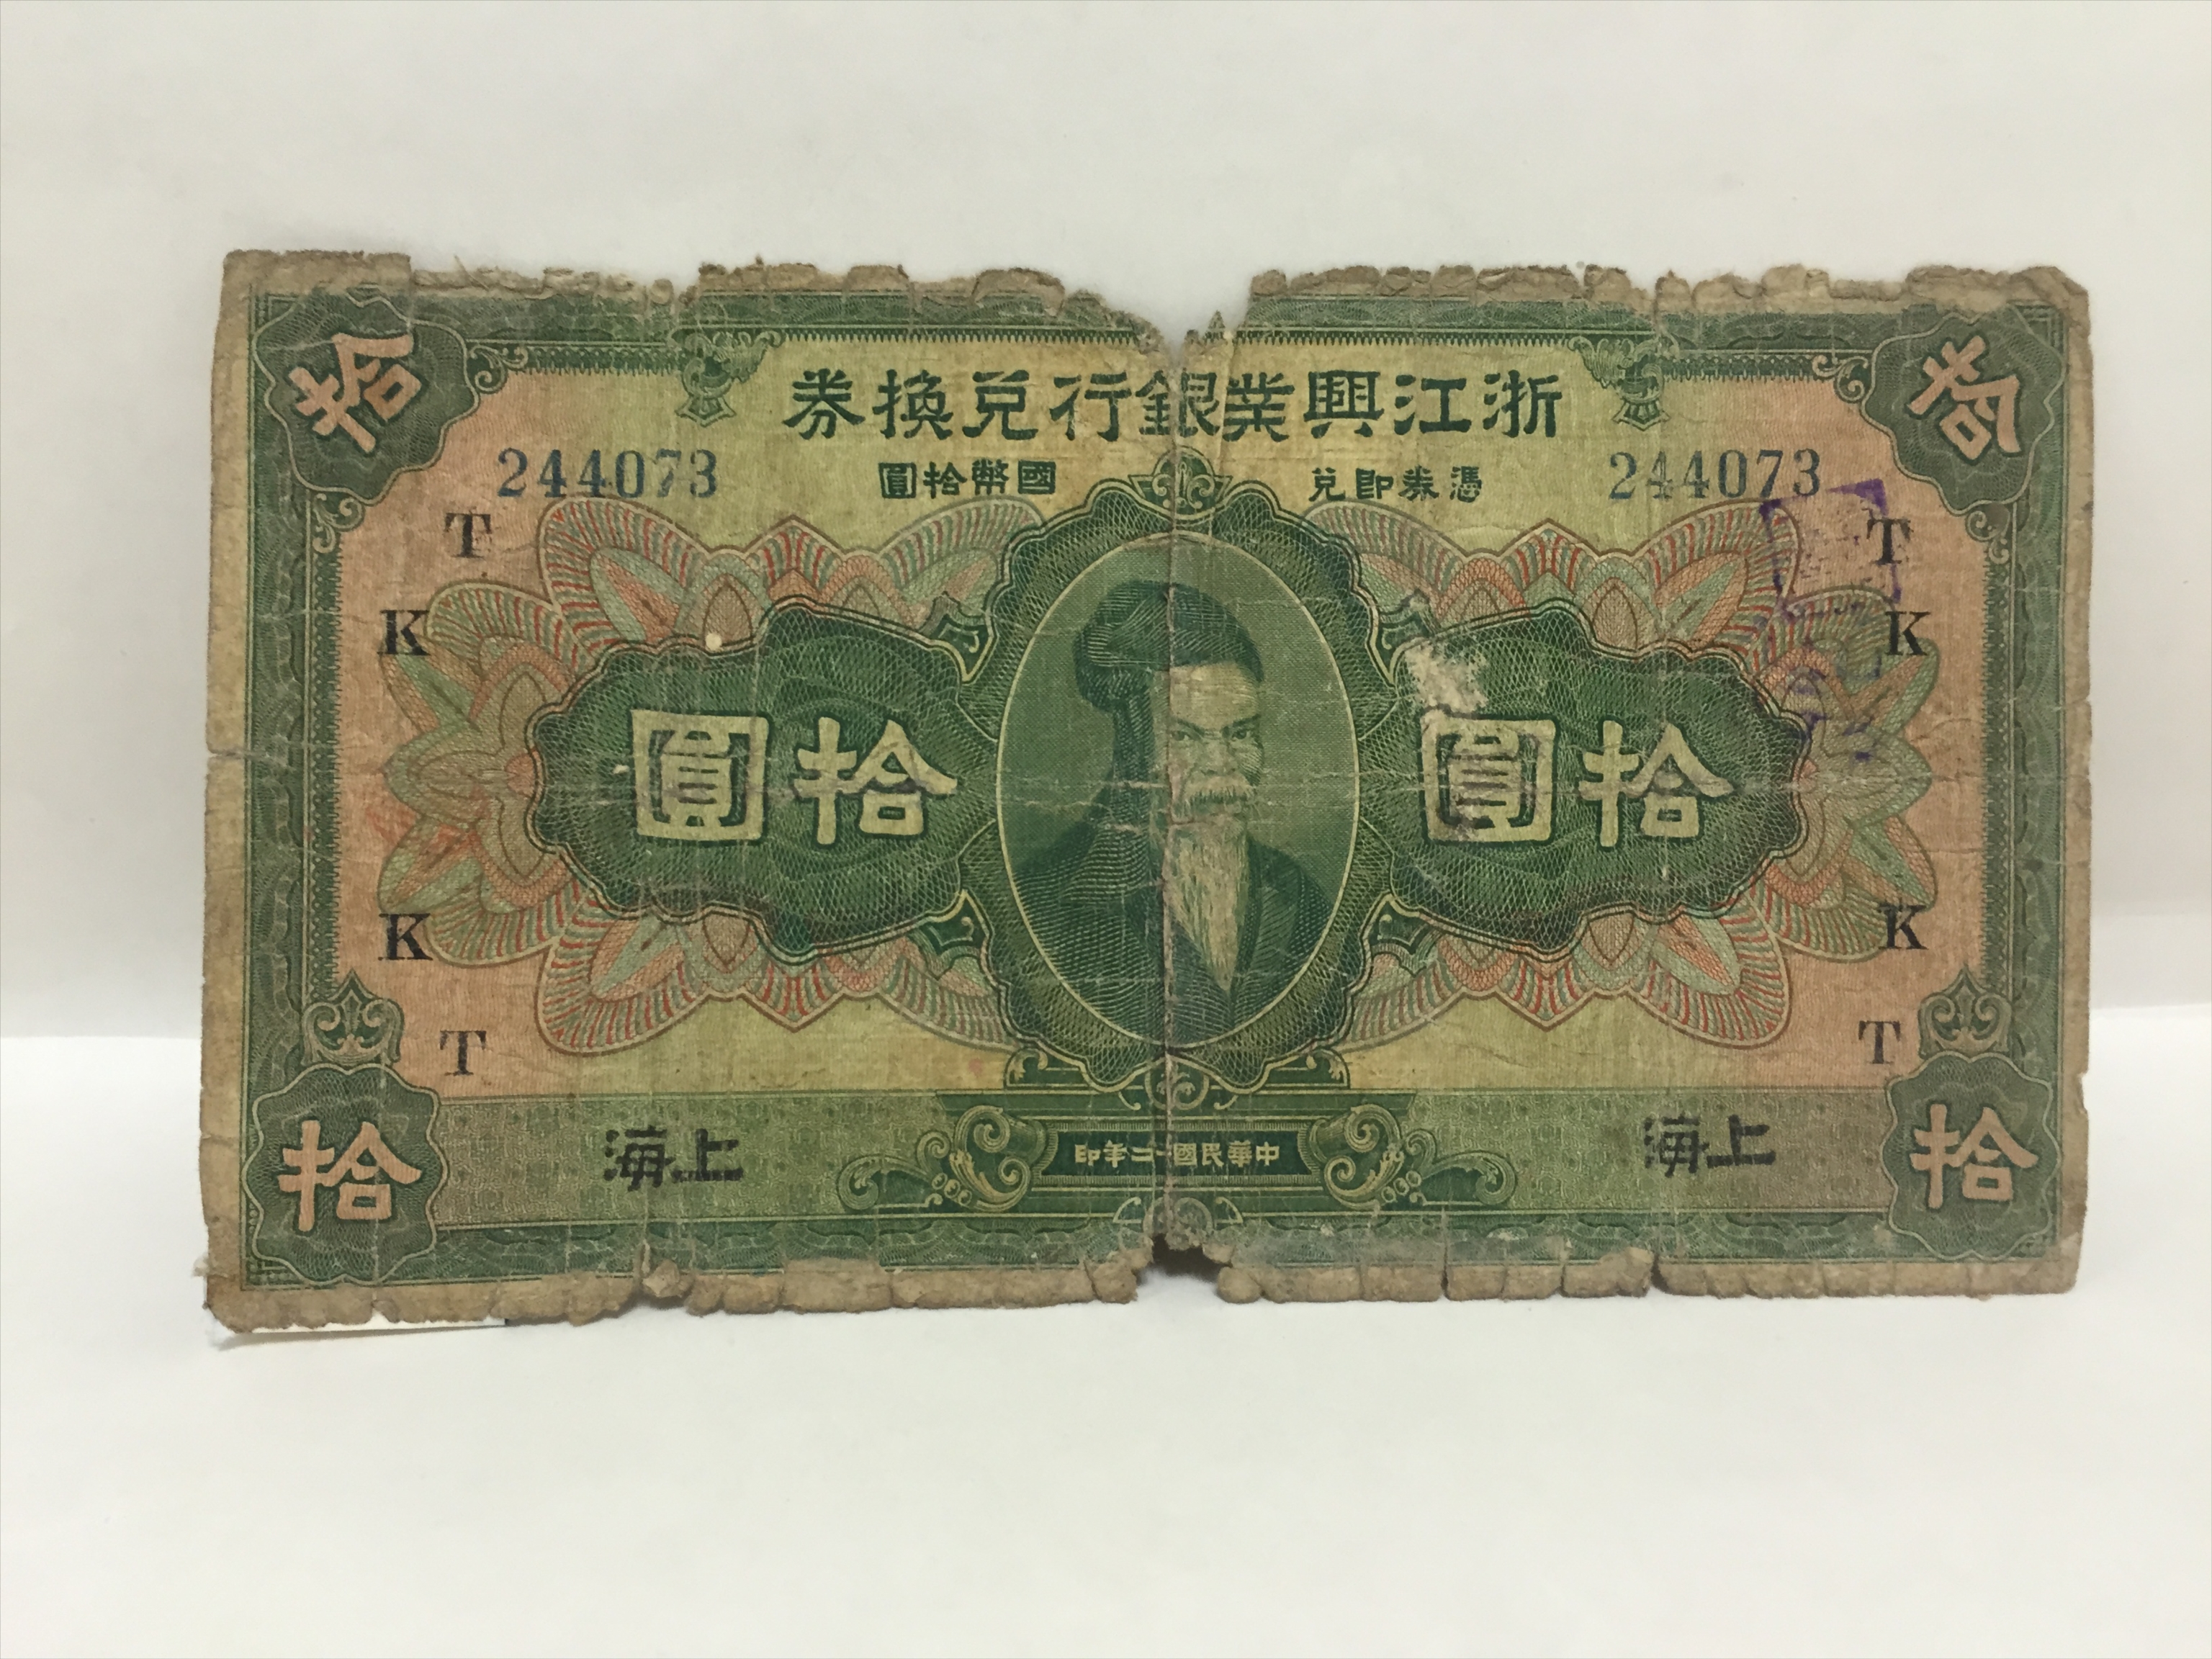 拾 拾
浙江興業銀行兌換券
244073 國幣拾圓 憑券即兌 244073
T T
K K
拾圓 拾圓
K K
T T
上海 中華民國十二年印 上海
拾 拾